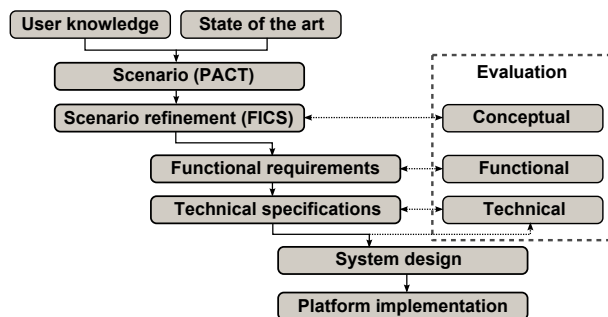 User knowledge
State of the art
Scenario (PACT)
Evaluation
Scenario refinement (FICS)
Conceptual
Functional requirements
Functional
Technical specifications
Technical
System design
Platform implementation